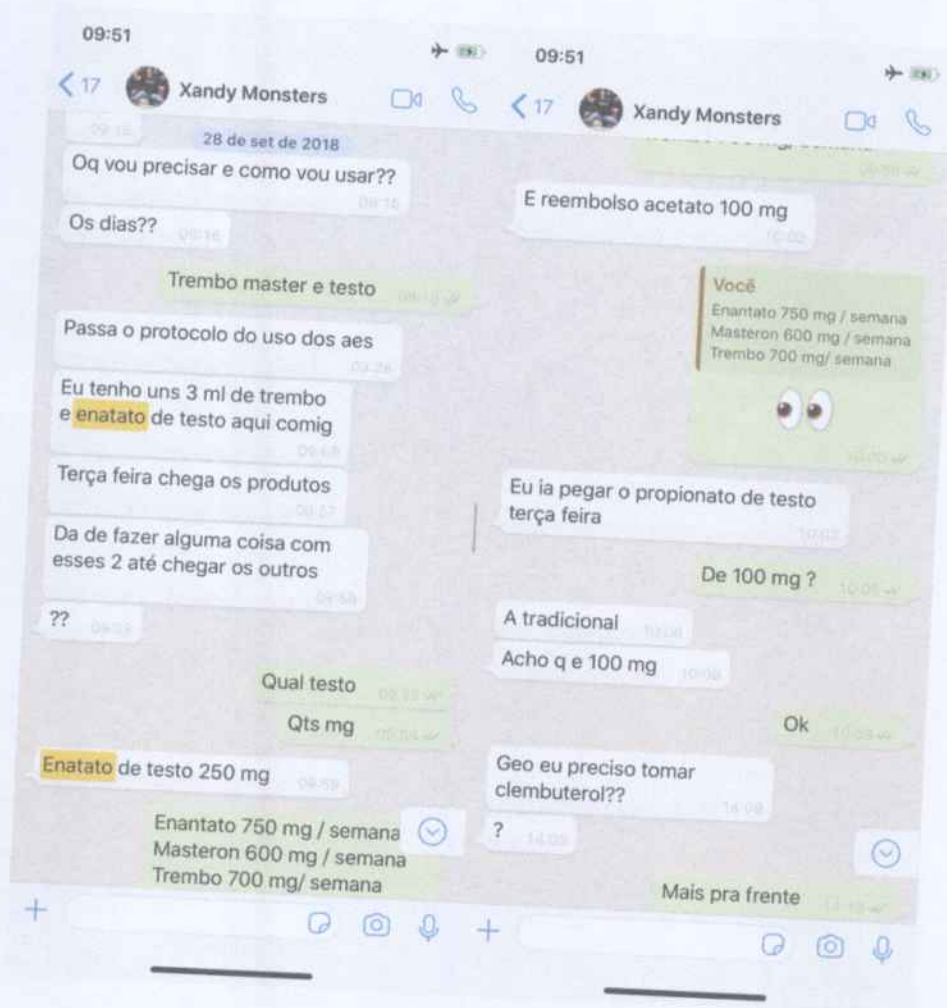 09:51
17
Xandy Monsters
28 de set de 2018
Oq vou precisar e como vou usar??
Os dias??
Trembo master e testo
Passa o protocolo do uso dos aes
Eu tenho uns 3 ml de trembo
e enatato de testo aqui comig
Terça feira chega os produtos
Da de fazer alguma coisa com
esses 2 até chegar os outros
??
Qual testo
Qts mg
Enatato de testo 250 mg
09:59
Enantato 750 mg / semana
Masteron 600 mg / semana
Trembo 700 mg/ semana
09:51
17
Xandy Monsters
E reembolso acetato 100 mg
Você
Enantato 750 mg / semana
Masteron 600 mg / semana
Trembo 700 mg/ semana
Eu ia pegar o propionato de testo
terça feira
De 100 mg ?
A tradicional
Acho q e 100 mg
Ok
Geo eu preciso tomar
clembuterol??
?
Mais pra frente